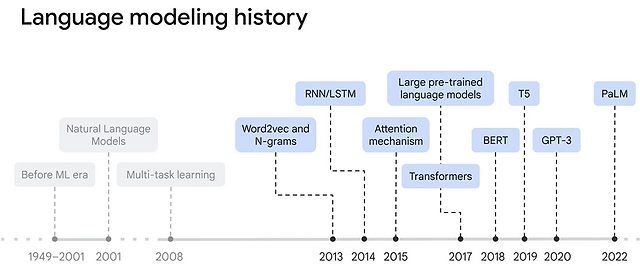 Language modeling history
Large pre-trained
language models
RNN/LSTM
T5
PaLM
Natural Language
Models
Word2vec and
N-grams
Attention
mechanism
BERT
GPT-3
Before ML era
Multi-task learning
Transformers
1949–2001
2001
2008
2013
2014
2015
2017
2018
2019
2020
2022